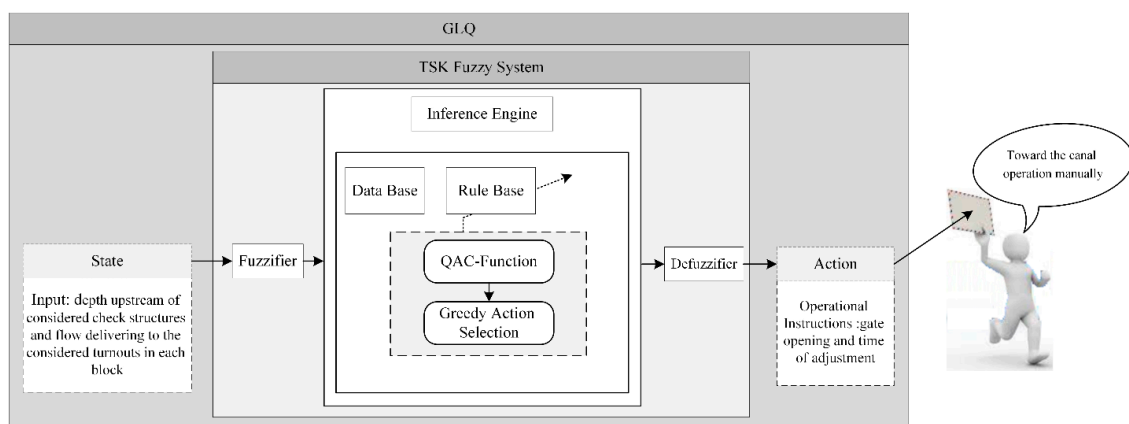 GLQ
TSK Fuzzy System
Inference Engine
Data Base
Rule Base
QAC-Function
Greedy Action
Selection
State
Input: depth upstream of
considered check structures
and flow delivering to the
considered turnouts in each
block
Fuzzifier
Defuzzifier
Action
Operational
Instructions :gate
opening and time
of adjustment
Toward the canal
operation manually